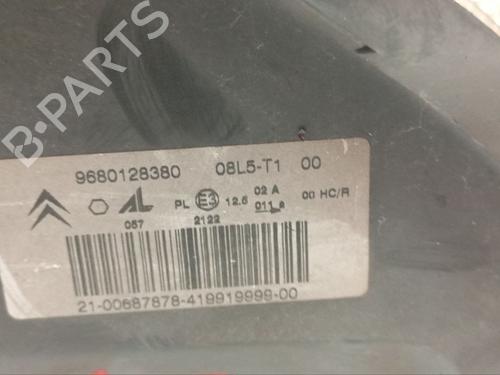 B-PARTS
9680128380 08L5-T1 00
AL PL E3 12.5 02 A 00 HC/R
057 2122 011
21-00687878-419919999-00